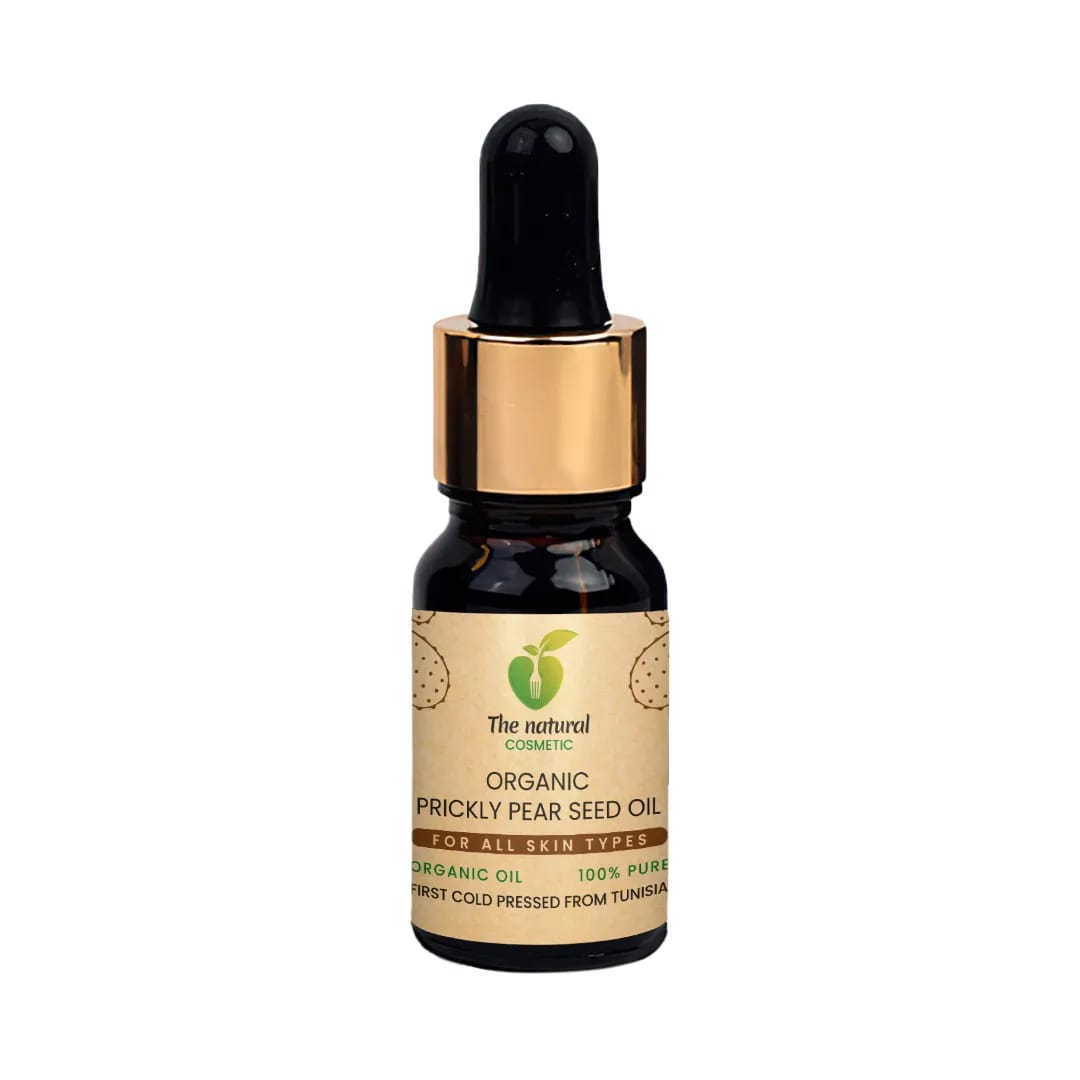 The natural
COSMETIC
ORGANIC
PRICKLY PEAR SEED OIL
FOR ALL SKIN TYPES
ORGANIC OIL 100% PURE
FIRST COLD PRESSED FROM TUNISIA